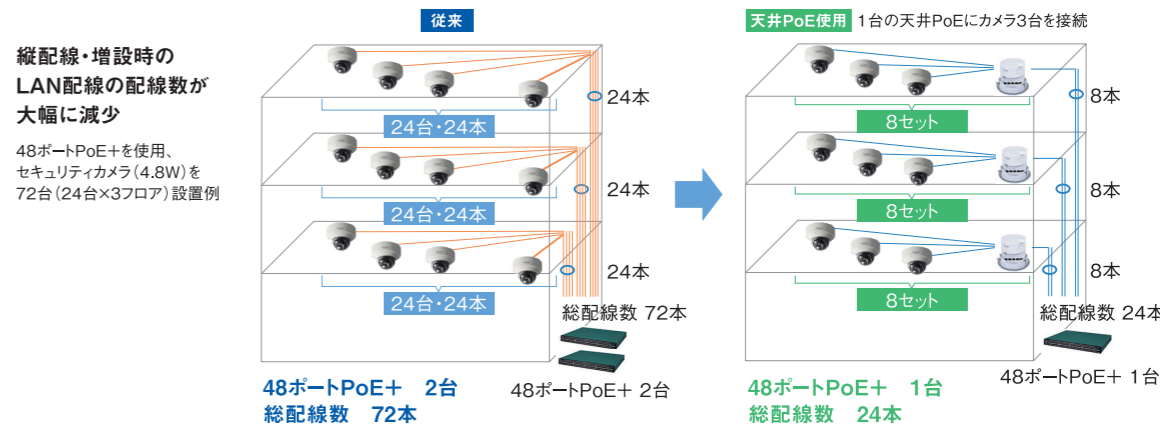 縦配線・増設時の
LAN配線の配線数が
大幅に減少
48ポートPoE+を使用、
セキュリティカメラ(4.8W)を
72台(24台×3フロア)設置例
従来
24本
24台・24本
24本
24台・24本
24本
24台・24本
総配線数 72本
48ポートPoE+ 2台
48ポートPoE+ 2台
総配線数 72本
天井PoE使用 1台の天井PoEにカメラ3台を接続
8本
8セット
8本
8セット
8本
8セット
総配線数 24本
48ポートPoE+ 1台
48ポートPoE+ 1台
総配線数 24本